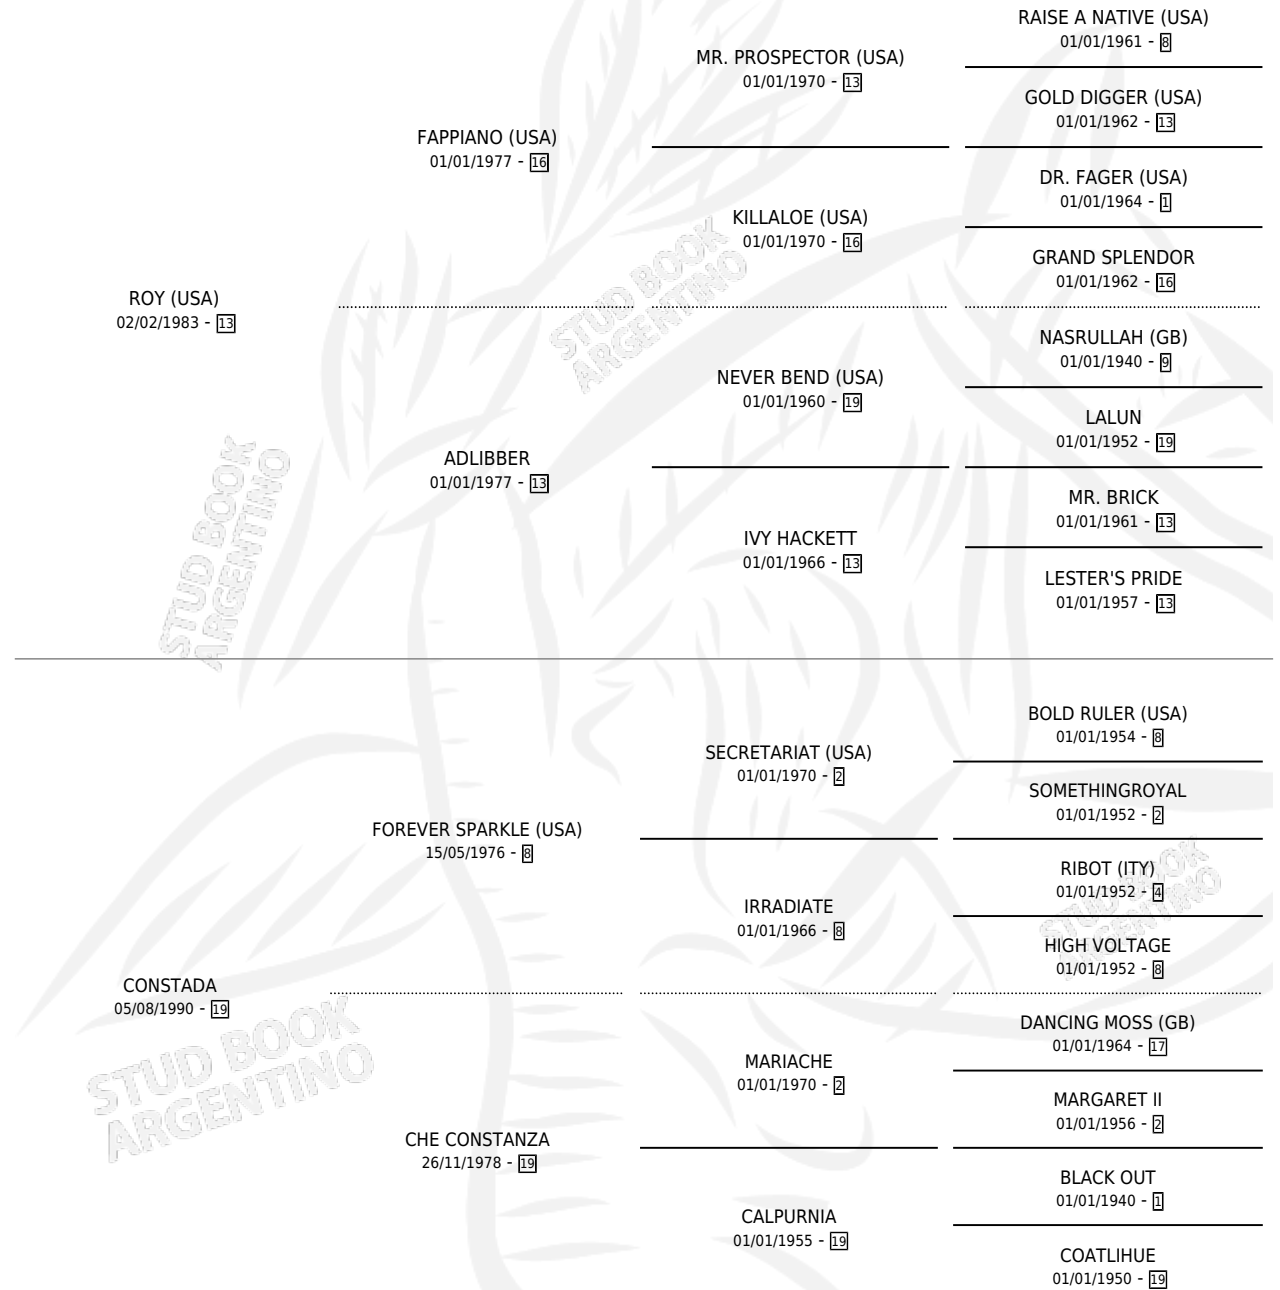 RAISE A NATIVE (USA)
01/01/1961 - 8
MR. PROSPECTOR (USA)
01/01/1970 - 13
GOLD DIGGER (USA)
01/01/1962 - 13
FAPPIANO (USA)
01/01/1977 - 16
DR. FAGER (USA)
01/01/1964 - 1
KILLALOE (USA)
01/01/1970 - 16
GRAND SPLENDOR
01/01/1962 - 16
ROY (USA)
02/02/1983 - 13
STUD BOOK
ARGENTINO
NASRULLAH (GB)
01/01/1940 - 9
NEVER BEND (USA)
01/01/1960 - 19
LALUN
01/01/1952 - 19
ADLIBBER
01/01/1977 - 13
MR. BRICK
01/01/1961 - 13
IVY HACKETT
01/01/1966 - 13
LESTER'S PRIDE
01/01/1957 - 13
STUD BOOK
ARGENTINO
BOLD RULER (USA)
01/01/1954 - 8
SECRETARIAT (USA)
01/01/1970 - 2
SOMETHINGROYAL
01/01/1952 - 2
FOREVER SPARKLE (USA)
15/05/1976 - 8
RIBOT (ITY)
01/01/1952 - 4
IRRADIATE
01/01/1966 - 8
HIGH VOLTAGE
01/01/1952 - 8
STUD BOOK
ARGENTINO
CONSTADA
05/08/1990 - 19
DANCING MOSS (GB)
01/01/1964 - 17
MARIACHE
01/01/1970 - 2
MARGARET II
01/01/1956 - 2
STUD BOOK
ARGENTINO
CHE CONSTANZA
26/11/1978 - 19
BLACK OUT
01/01/1940 - 1
CALPURNIA
01/01/1955 - 19
COATLIHUE
01/01/1950 - 19